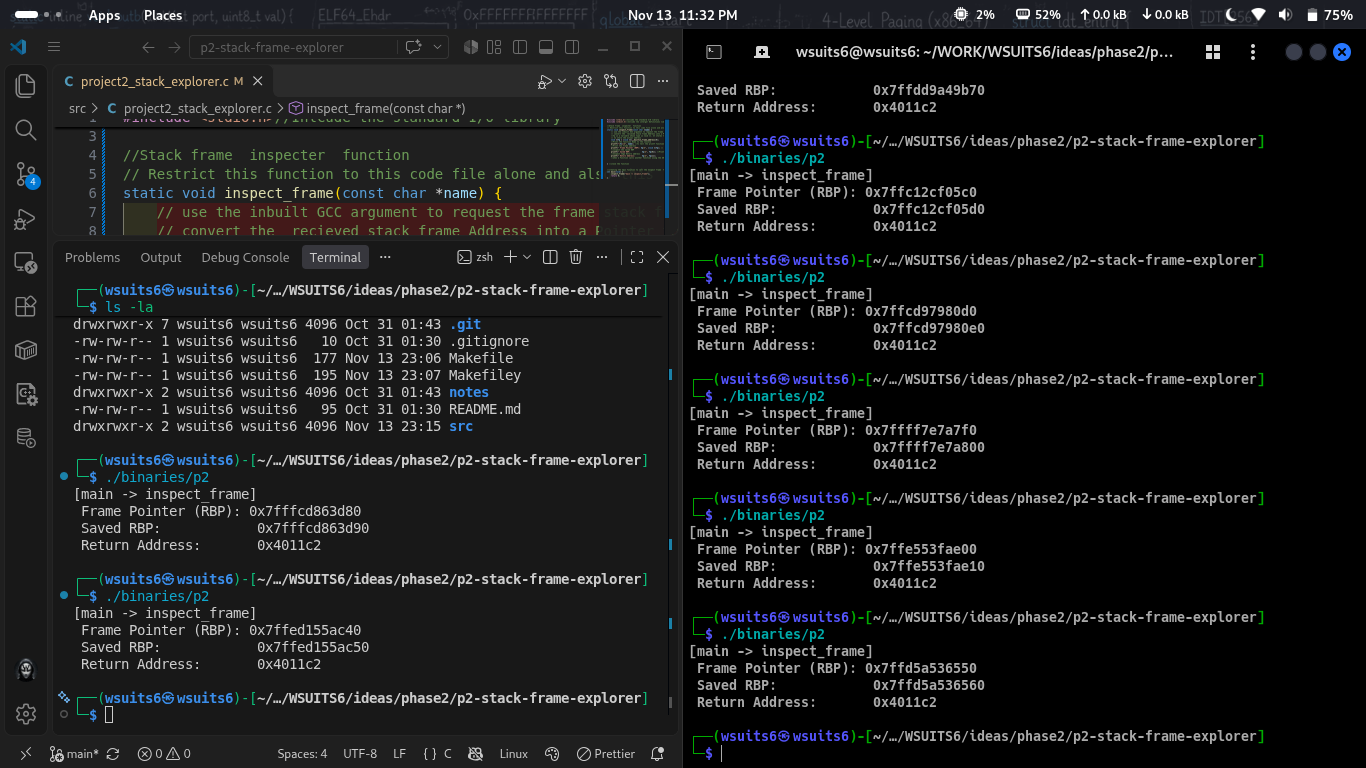 Apps Places Nov 13 11:32 PM 2% 52% ↑0.0 kB ↓0.0 kB 75%
p2-stack-frame-explorer
C project2_stack_explorer.c M
src > C project2_stack_explorer.c > inspect_frame(const char *)
3
4 //Stack frame  inspecter  function
5 // Restrict this function to this code file alone and als
6 static void inspect_frame(const char *name) {
7     // use the inbuilt GCC argument to request the frame
8     // convert the  recieved stack frame Address into a P
Problems Output Debug Console Terminal ··· zsh
┌──(wsuits6㉿wsuits6)-[~/…/WSUITS6/ideas/phase2/p2-stack-frame-explorer]
└─$ ls -la
drwxrwxr-x 7 wsuits6 wsuits6 4096 Oct 31 01:43 .git
-rw-rw-r-- 1 wsuits6 wsuits6   10 Oct 31 01:30 .gitignore
-rw-rw-r-- 1 wsuits6 wsuits6  177 Nov 13 23:06 Makefile
-rw-rw-r-- 1 wsuits6 wsuits6  195 Nov 13 23:07 Makefiley
drwxrwxr-x 2 wsuits6 wsuits6 4096 Oct 31 01:43 notes
-rw-rw-r-- 1 wsuits6 wsuits6   95 Oct 31 01:30 README.md
drwxrwxr-x 2 wsuits6 wsuits6 4096 Nov 13 23:15 src
┌──(wsuits6㉿wsuits6)-[~/…/WSUITS6/ideas/phase2/p2-stack-frame-explorer]
└─$ ./binaries/p2
[main -> inspect_frame]
 Frame Pointer (RBP): 0x7fffcd863d80
 Saved RBP:            0x7fffcd863d90
 Return Address:       0x4011c2
┌──(wsuits6㉿wsuits6)-[~/…/WSUITS6/ideas/phase2/p2-stack-frame-explorer]
└─$ ./binaries/p2
[main -> inspect_frame]
 Frame Pointer (RBP): 0x7ffed155ac40
 Saved RBP:            0x7ffed155ac50
 Return Address:       0x4011c2
┌──(wsuits6㉿wsuits6)-[~/…/WSUITS6/ideas/phase2/p2-stack-frame-explorer]
└─$
4
main* 0 0 Spaces: 4 UTF-8 LF { } C Linux Prettier
wsuits6@wsuits6: ~/WORK/WSUITS6/ideas/phase2/p…
 Saved RBP:            0x7ffdd9a49b70
 Return Address:       0x4011c2
┌──(wsuits6㉿wsuits6)-[~/…/WSUITS6/ideas/phase2/p2-stack-frame-explorer]
└─$ ./binaries/p2
[main -> inspect_frame]
 Frame Pointer (RBP): 0x7ffc12cf05c0
 Saved RBP:            0x7ffc12cf05d0
 Return Address:       0x4011c2
┌──(wsuits6㉿wsuits6)-[~/…/WSUITS6/ideas/phase2/p2-stack-frame-explorer]
└─$ ./binaries/p2
[main -> inspect_frame]
 Frame Pointer (RBP): 0x7ffcd97980d0
 Saved RBP:            0x7ffcd97980e0
 Return Address:       0x4011c2
┌──(wsuits6㉿wsuits6)-[~/…/WSUITS6/ideas/phase2/p2-stack-frame-explorer]
└─$ ./binaries/p2
[main -> inspect_frame]
 Frame Pointer (RBP): 0x7ffff7e7a7f0
 Saved RBP:            0x7ffff7e7a800
 Return Address:       0x4011c2
┌──(wsuits6㉿wsuits6)-[~/…/WSUITS6/ideas/phase2/p2-stack-frame-explorer]
└─$ ./binaries/p2
[main -> inspect_frame]
 Frame Pointer (RBP): 0x7ffe553fae00
 Saved RBP:            0x7ffe553fae10
 Return Address:       0x4011c2
┌──(wsuits6㉿wsuits6)-[~/…/WSUITS6/ideas/phase2/p2-stack-frame-explorer]
└─$ ./binaries/p2
[main -> inspect_frame]
 Frame Pointer (RBP): 0x7ffd5a536550
 Saved RBP:            0x7ffd5a536560
 Return Address:       0x4011c2
┌──(wsuits6㉿wsuits6)-[~/…/WSUITS6/ideas/phase2/p2-stack-frame-explorer]
└─$